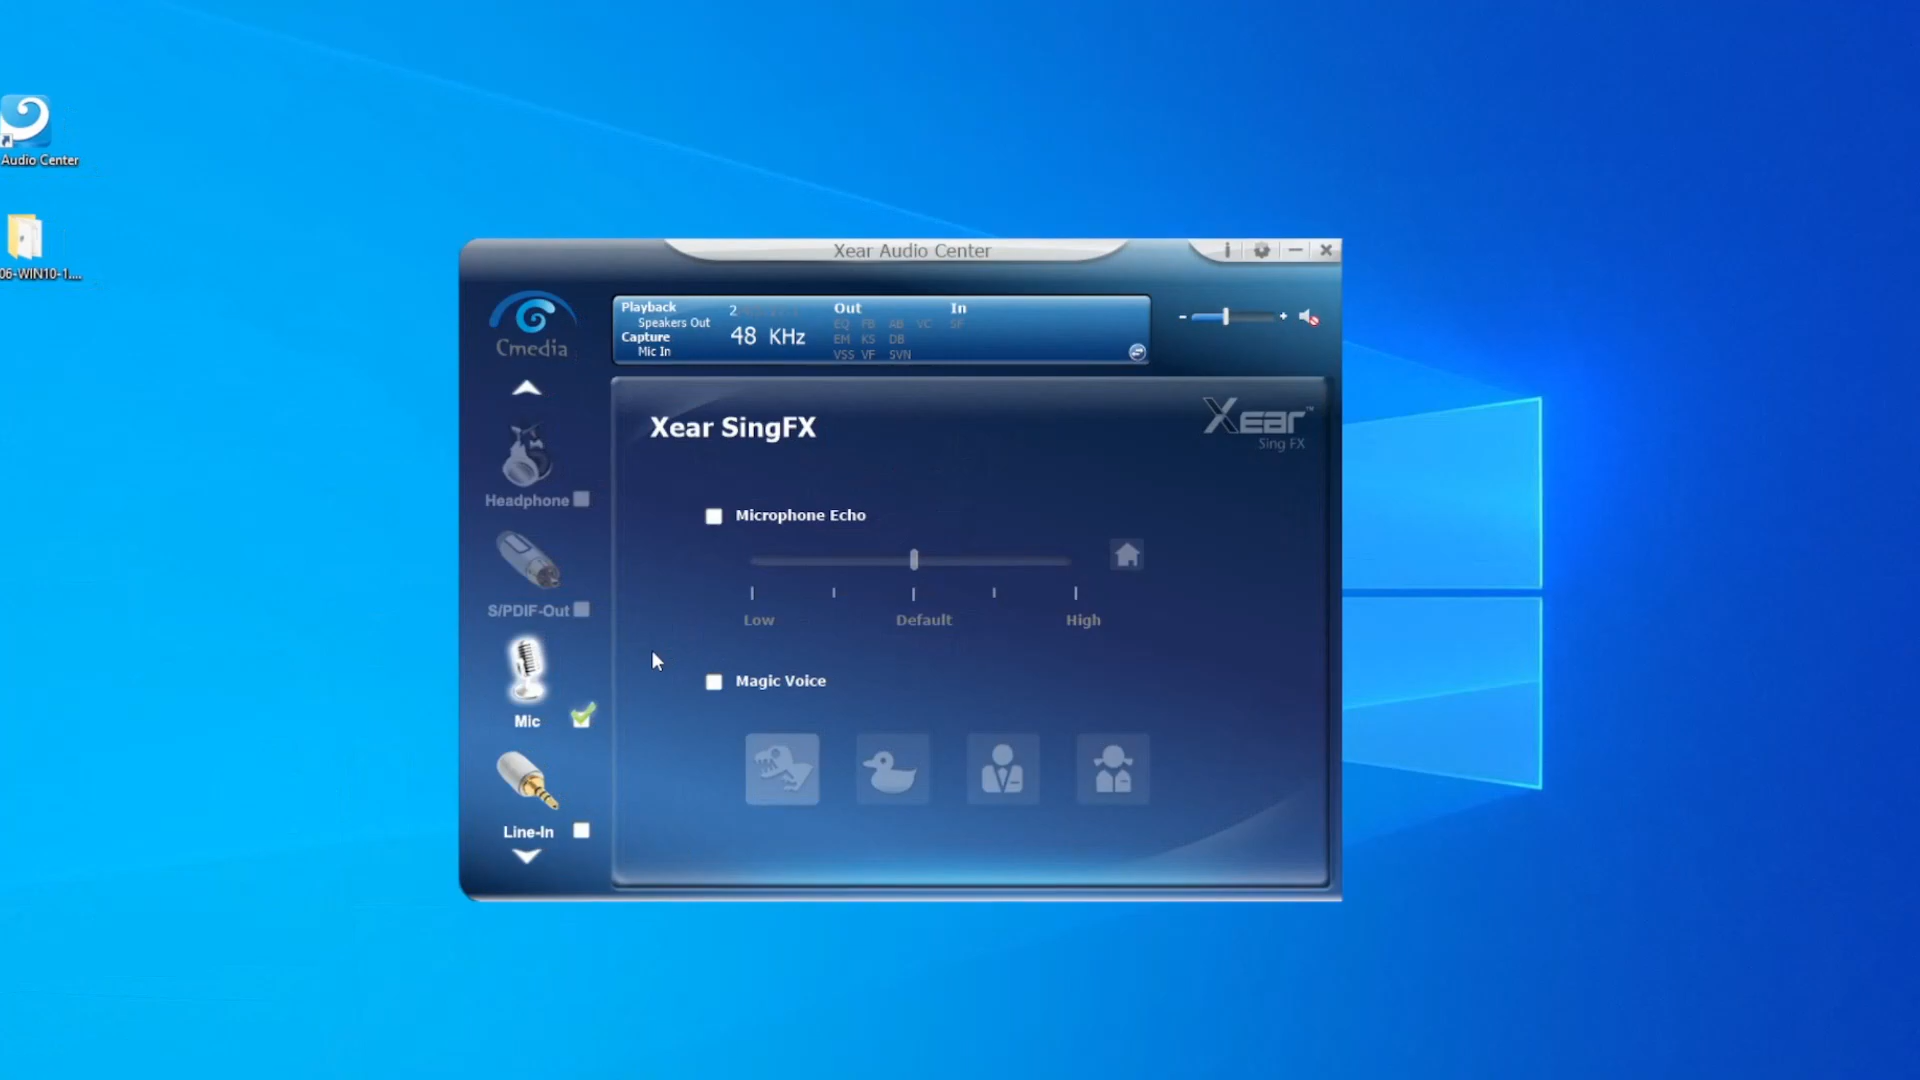 Audio Center
06-WIN10-1....
Xear Audio Center
Cmedia
Playback
Speakers Out
Capture
Mic In
2
48 KHz
Out
EQ FB AB VC
EM KS DB
VSS VF SVN
In
SF
- +
Headphone
S/PDIF-Out
Mic
Line-In
Xear SingFX
Xear™
Sing FX
Microphone Echo
Low Default High
Magic Voice